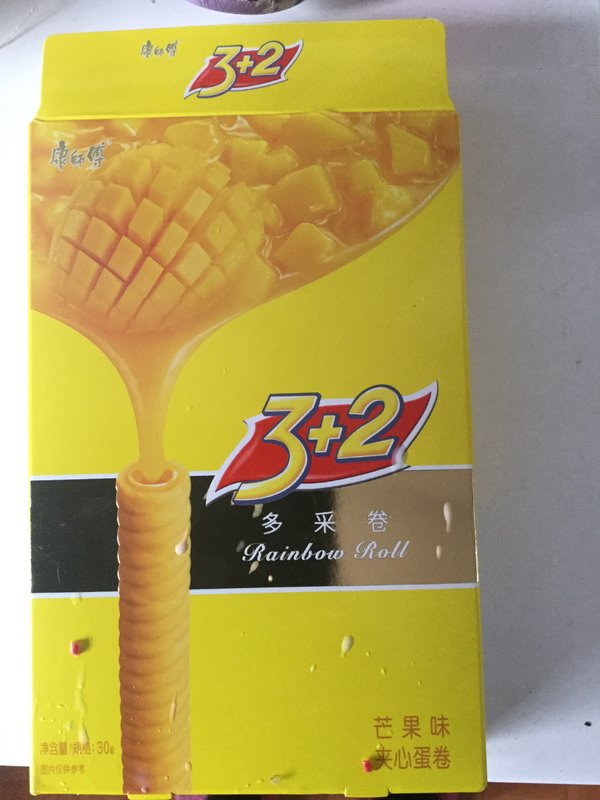 康师傅 3+2
康师傅
3+2
多采卷
Rainbow Roll
芒果味
夹心蛋卷
净含量/规格:30g
图片仅供参考